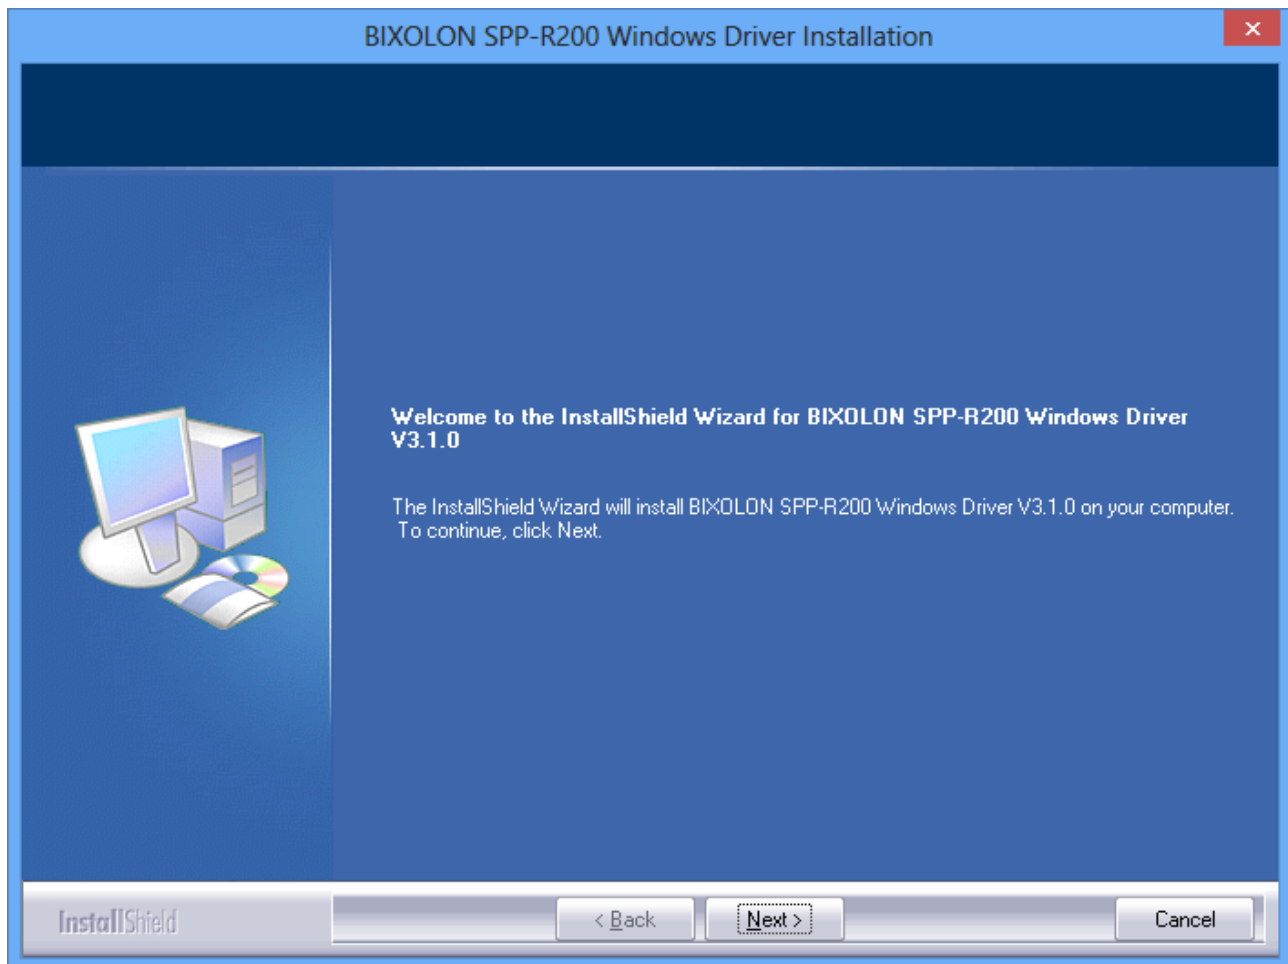 BIXOLON SPP-R200 Windows Driver Installation
Welcome to the InstallShield Wizard for BIXOLON SPP-R200 Windows Driver
V3.1.0
The InstallShield Wizard will install BIXOLON SPP-R200 Windows Driver V3.1.0 on your computer.
To continue, click Next.
InstallShield
< Back
Next >
Cancel